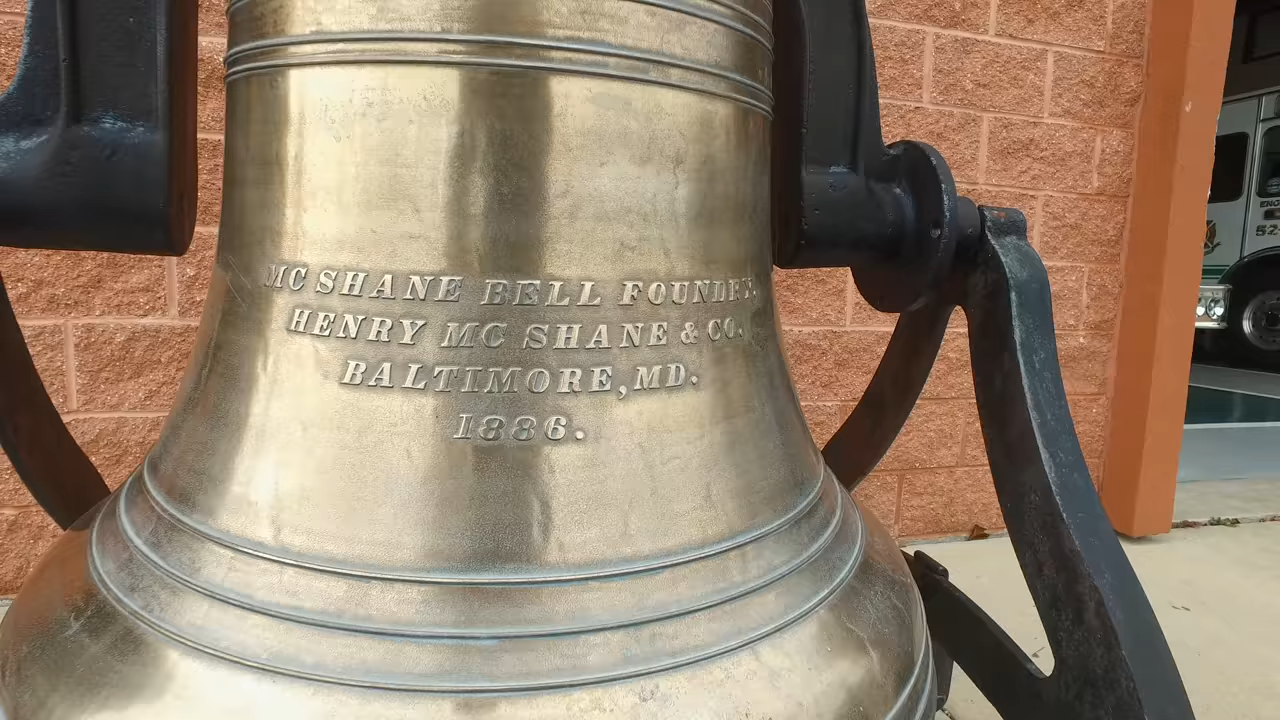 MC SHANE BELL FOUNDRY.
HENRY MC SHANE & CO.
BALTIMORE, MD.
1886.